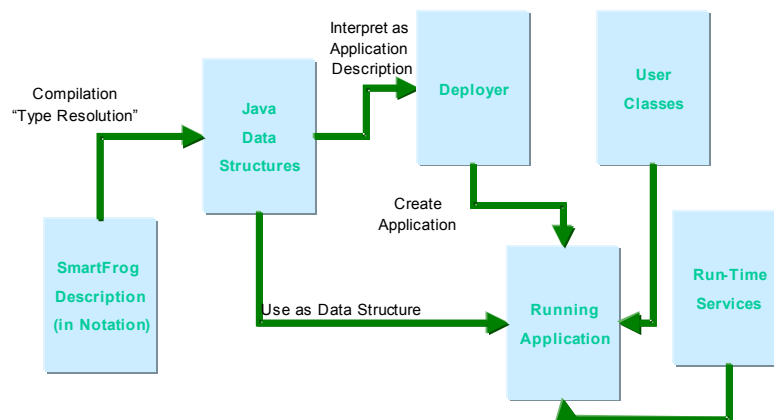 Interpret as
Application
Description
Compilation
“Type Resolution”
Java
Data
Structures
Deployer
User
Classes
Create
Application
SmartFrog
Description
(in Notation)
Use as Data Structure
Running
Application
Run-Time
Services